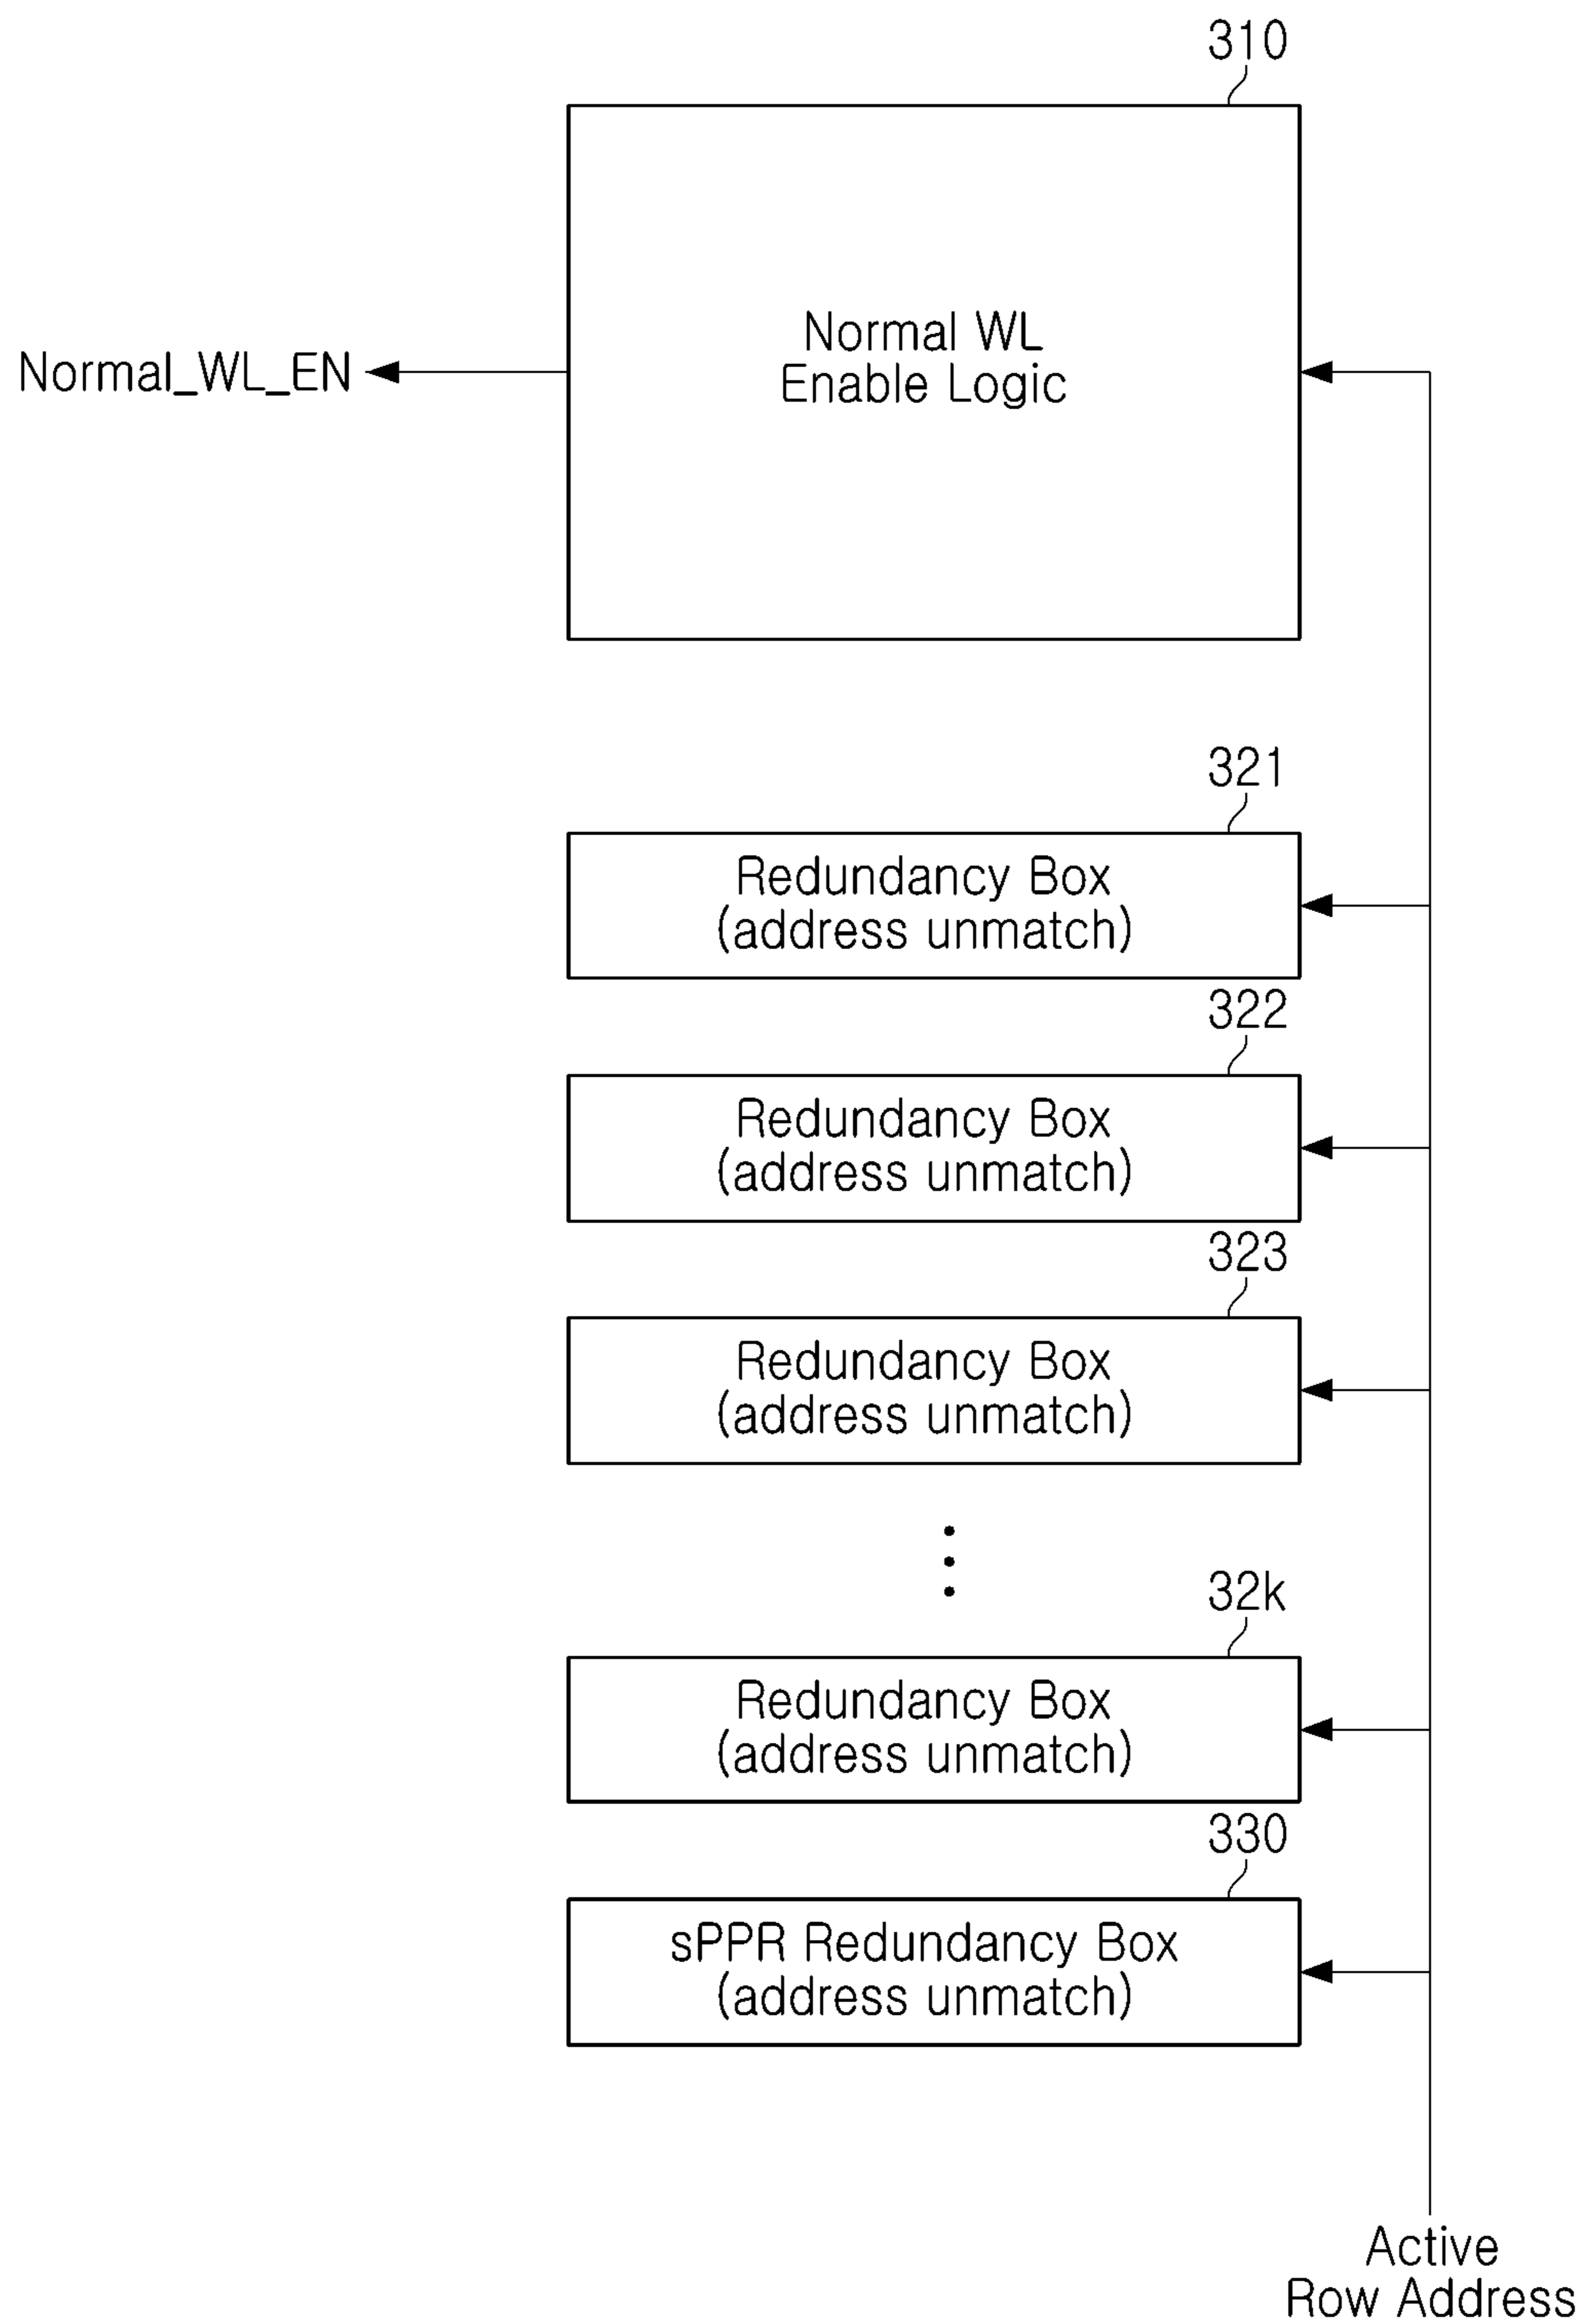 310
Normal WL
Enable Logic
Normal_WL_EN
321
Redundancy Box
(address unmatch)
322
Redundancy Box
(address unmatch)
323
Redundancy Box
(address unmatch)
32k
Redundancy Box
(address unmatch)
330
sPPR Redundancy Box
(address unmatch)
Active
Row Address